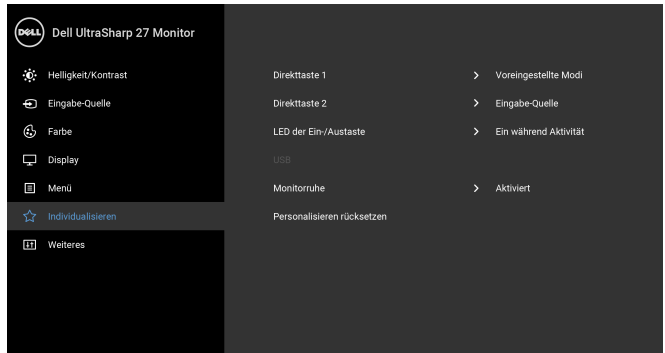 DELL Dell UltraSharp 27 Monitor
Helligkeit/Kontrast
Eingabe-Quelle
Farbe
Display
Menü
Individualisieren
Weiteres
Direkttaste 1 > Voreingestellte Modi
Direkttaste 2 > Eingabe-Quelle
LED der Ein-/Austaste > Ein während Aktivität
USB
Monitorruhe > Aktiviert
Personalisieren rücksetzen